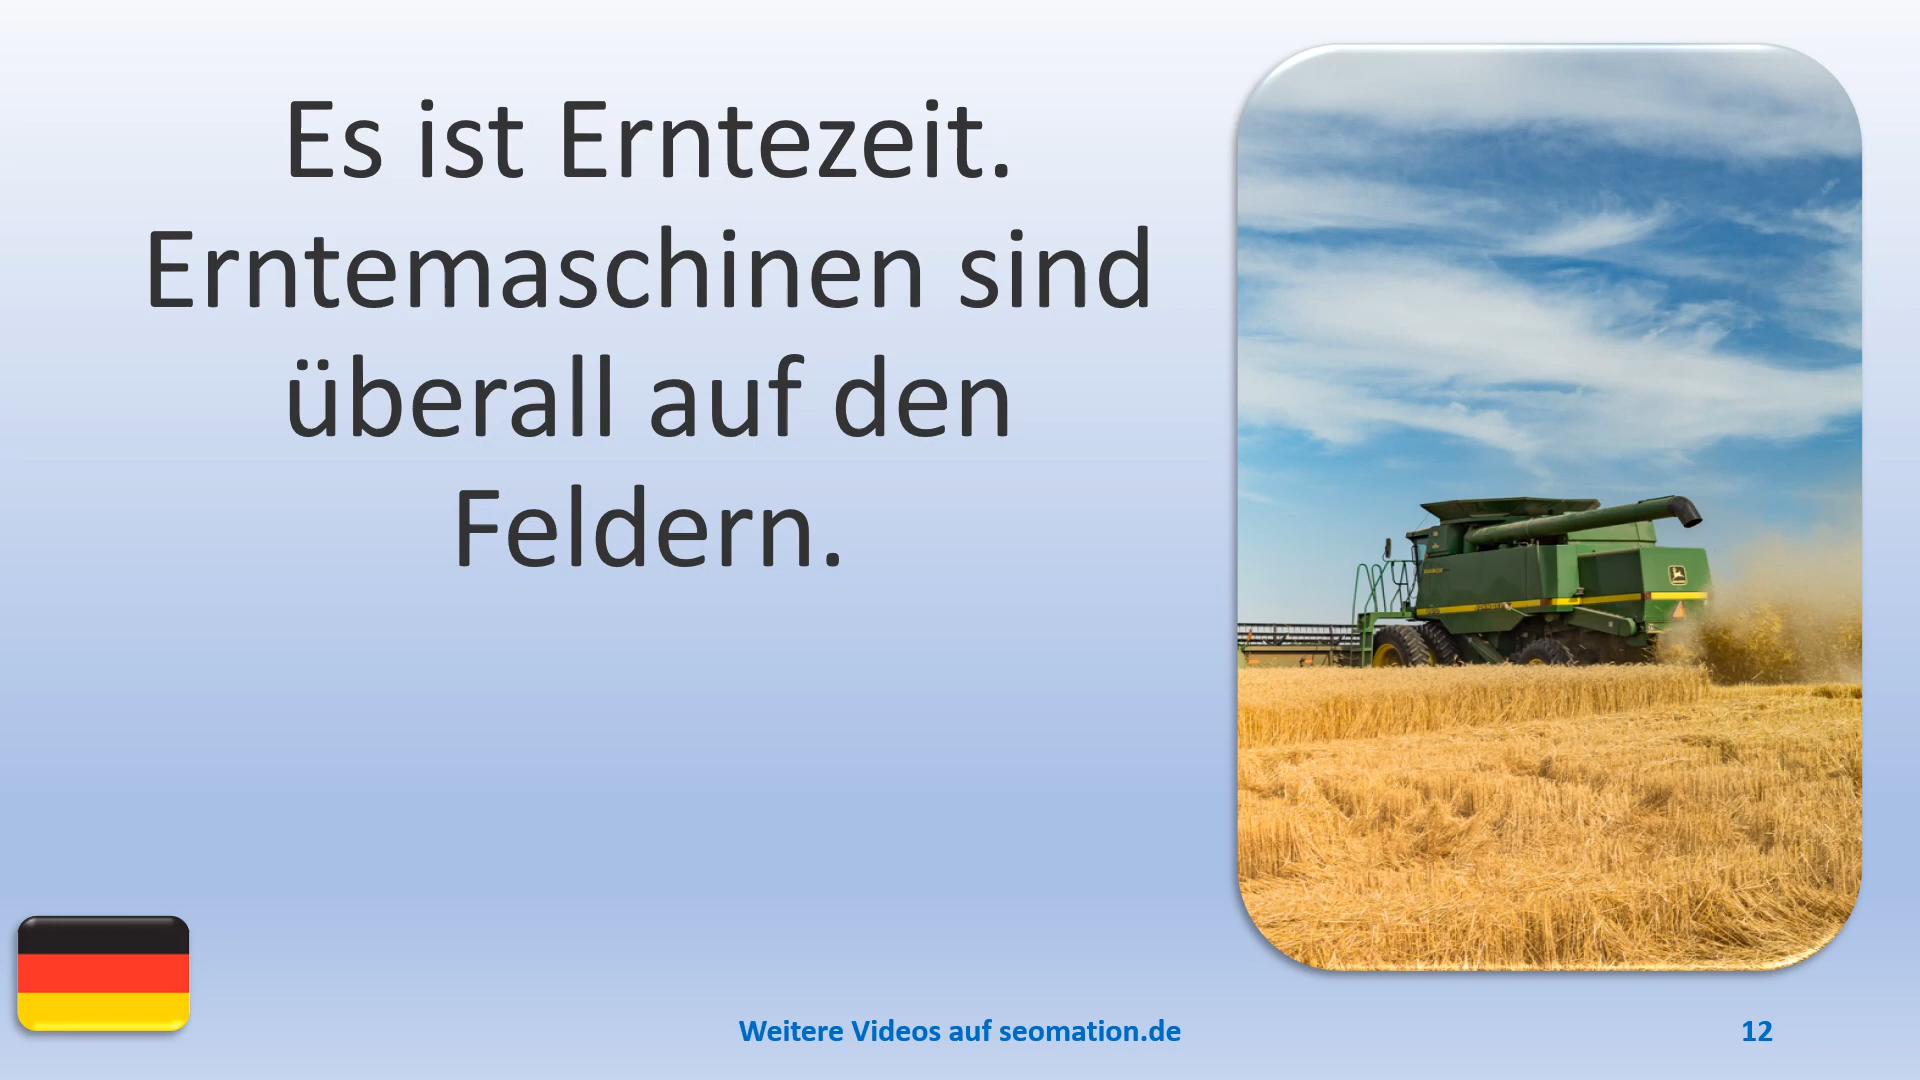 Es ist Erntezeit.
Erntemaschinen sind
überall auf den
Feldern.
Weitere Videos auf seomation.de
12